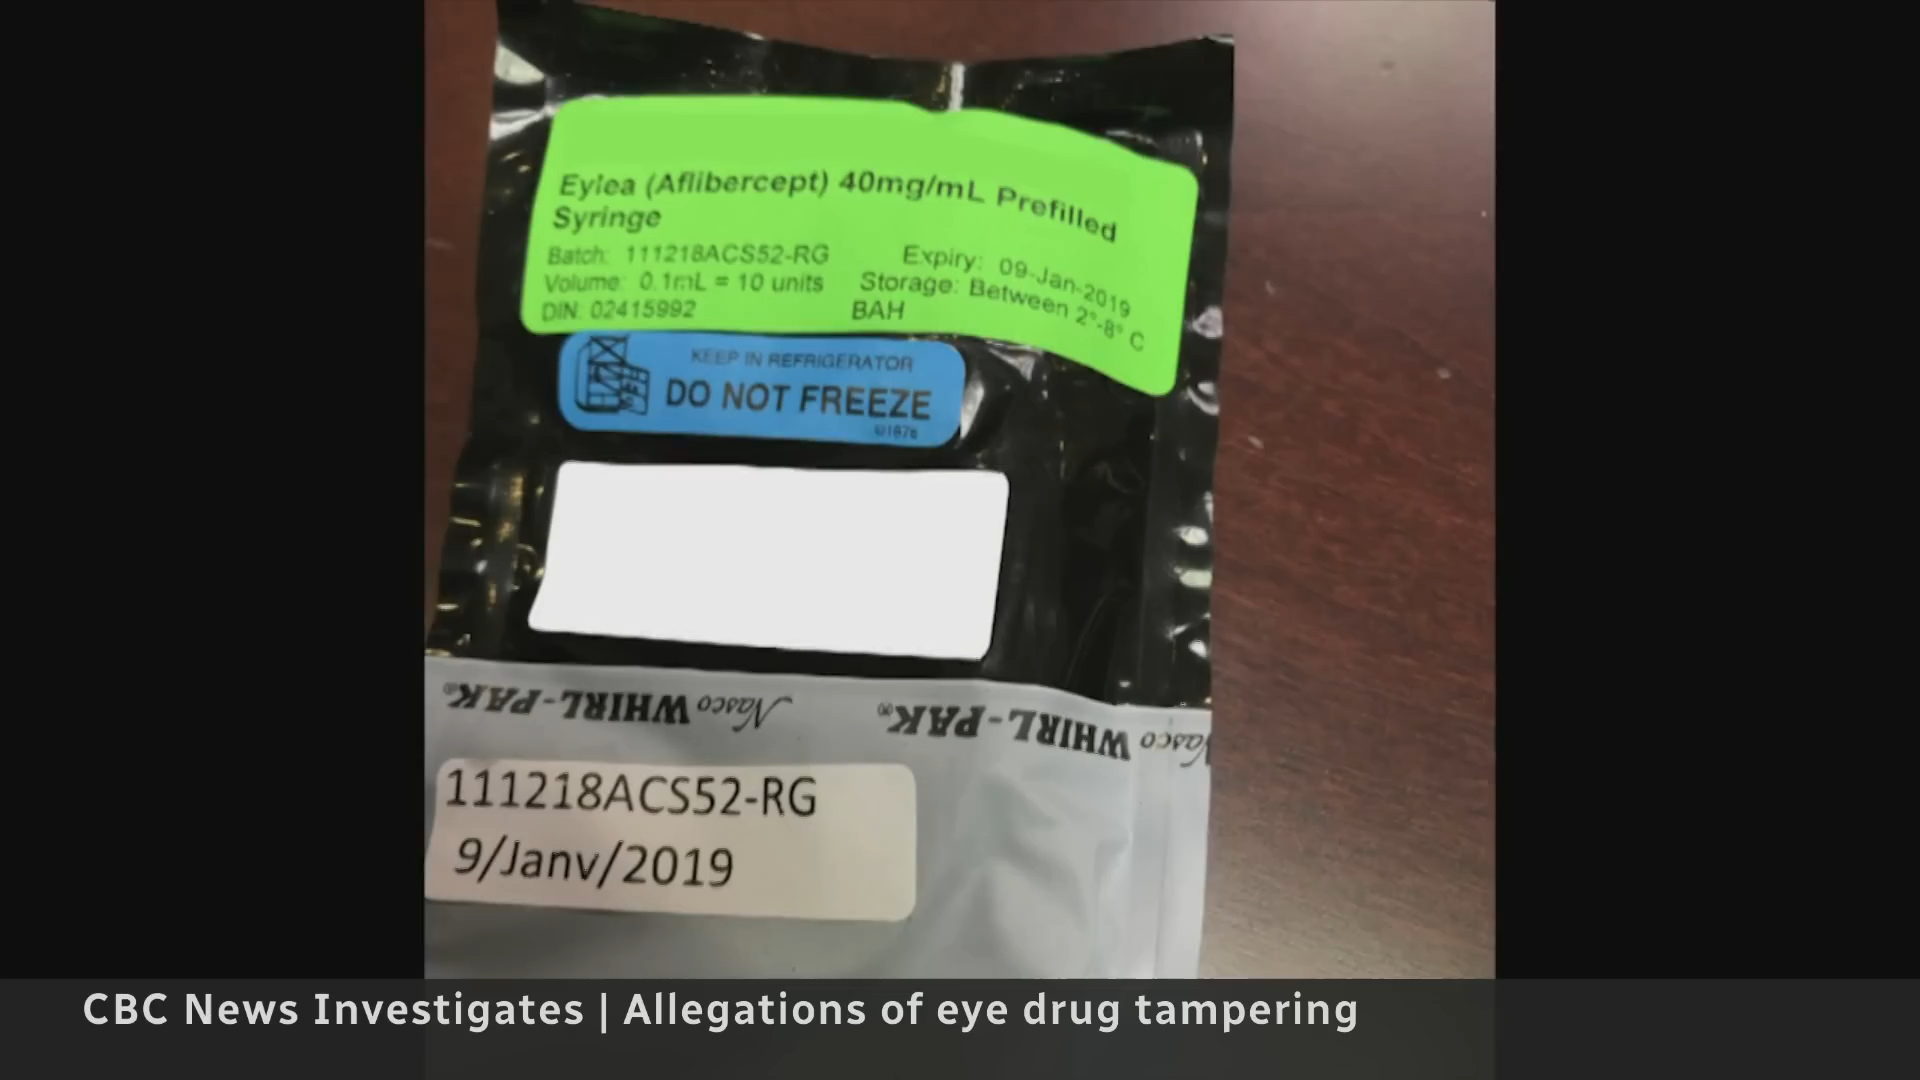 Eylea (Aflibercept) 40mg/mL Prefilled
Syringe
Batch: 111218ACS52-RG Expiry: 09-Jan-2019
Volume: 0.1mL = 10 units Storage: Between 2°-8° C
DIN: 02415992 BAH
KEEP IN REFRIGERATOR
DO NOT FREEZE
Nasco WHIRL-PAK® Nasco WHIRL-PAK®
111218ACS52-RG
9/Janv/2019
CBC News Investigates | Allegations of eye drug tampering